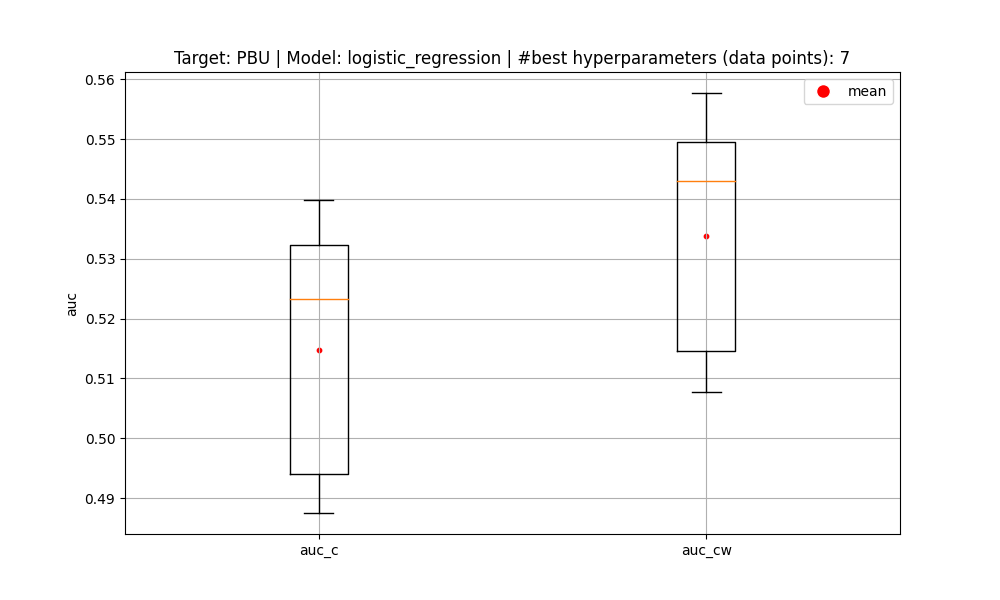 Target: PBU | Model: logistic_regression | #best hyperparameters (data points): 7
mean
auc
0.56
0.55
0.54
0.53
0.52
0.51
0.50
0.49
auc_c
auc_cw